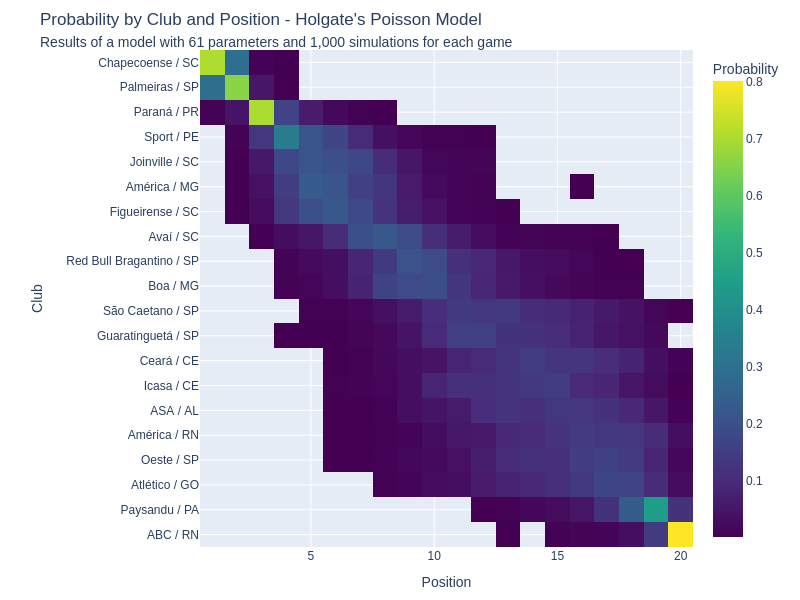 Probability by Club and Position - Holgate's Poisson Model
Results of a model with 61 parameters and 1,000 simulations for each game
Probability
Chapecoense / SC
Palmeiras / SP
Paraná / PR
Sport / PE
Joinville / SC
América / MG
Figueirense / SC
Avaí / SC
Red Bull Bragantino / SP
Boa / MG
São Caetano / SP
Guaratinguetá / SP
Ceará / CE
Icasa / CE
ASA / AL
América / RN
Oeste / SP
Atlético / GO
Paysandu / PA
ABC / RN
Club
5
10
15
20
Position
0.8
0.7
0.6
0.5
0.4
0.3
0.2
0.1